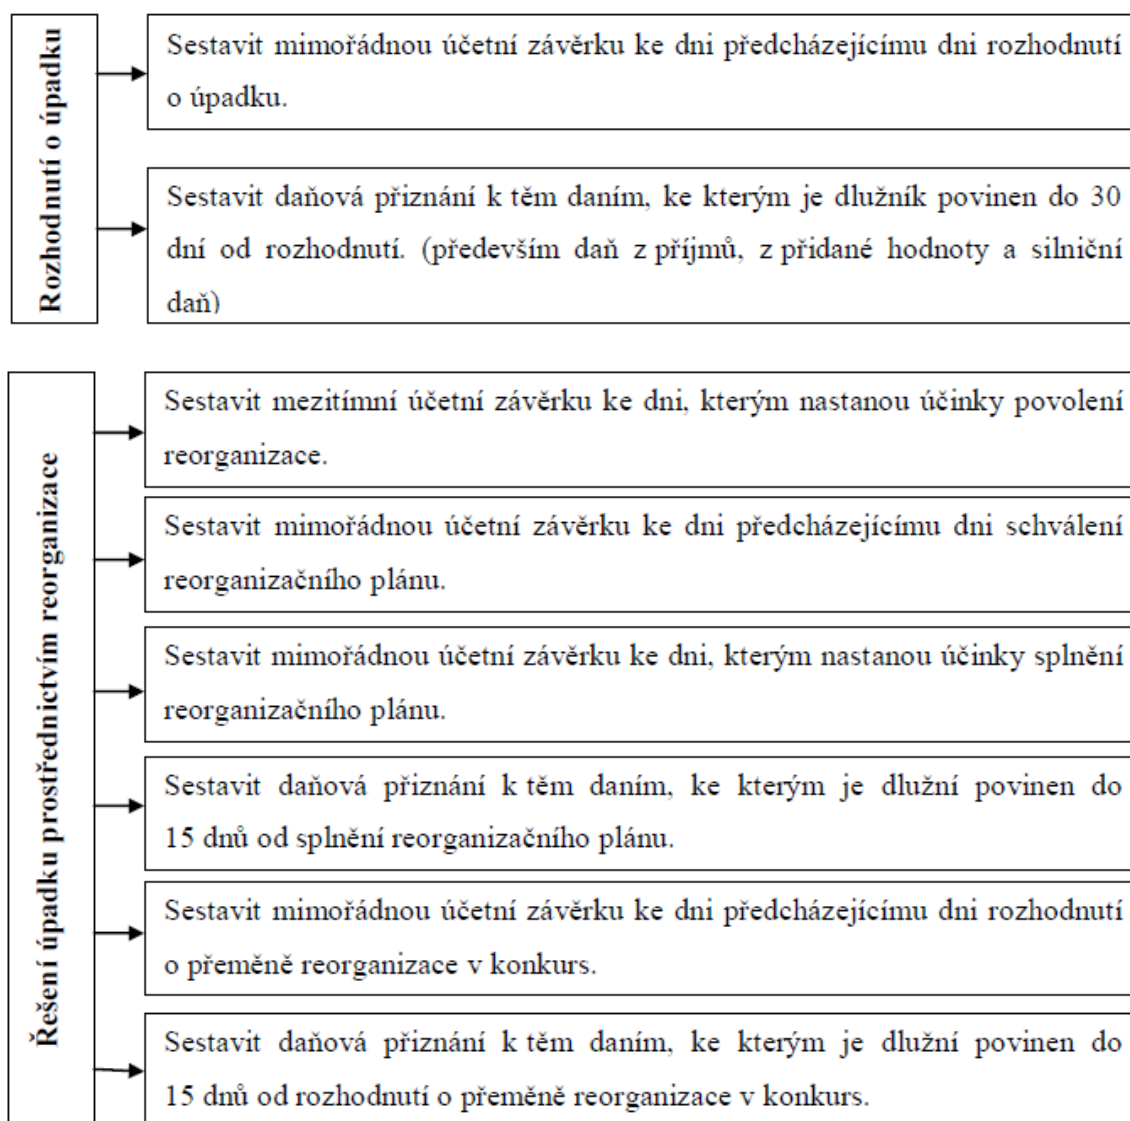 Rozhodnutí o úpadku
Sestavit mimořádnou účetní závěrku ke dni předcházejícímu dni rozhodnutí
o úpadku.
Sestavit daňová přiznání k těm daním, ke kterým je dlužník povinen do 30
dní od rozhodnutí. (především daň z příjmů, z přidané hodnoty a silniční
daň)
Řešení úpadku prostřednictvím reorganizace
Sestavit mezitímní účetní závěrku ke dni, kterým nastanou účinky povolení
reorganizace.
Sestavit mimořádnou účetní závěrku ke dni předcházejícímu dni schválení
reorganizačního plánu.
Sestavit mimořádnou účetní závěrku ke dni, kterým nastanou účinky splnění
reorganizačního plánu.
Sestavit daňová přiznání k těm daním, ke kterým je dlužní povinen do
15 dnů od splnění reorganizačního plánu.
Sestavit mimořádnou účetní závěrku ke dni předcházejícímu dni rozhodnutí
o přeměně reorganizace v konkurs.
Sestavit daňová přiznání k těm daním, ke kterým je dlužní povinen do
15 dnů od rozhodnutí o přeměně reorganizace v konkurs.